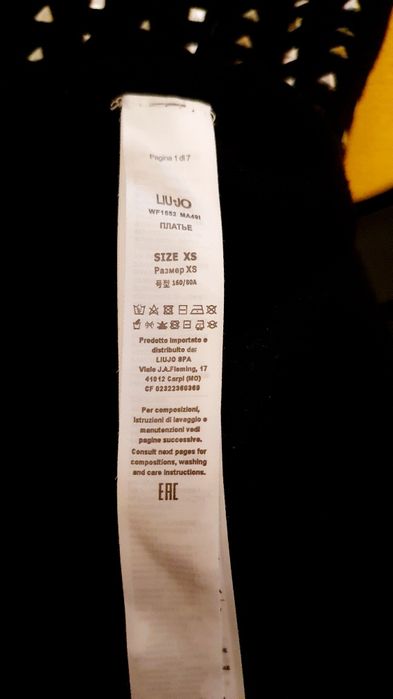 Pagina 1 di 7
LIU•JO
WF1552 MA49I
ПЛАТЬЕ
SIZE XS
Размер XS
号型 160/80A
Prodotto importato e
distribuito da:
LIUJO SPA
Viale J.A.Fleming, 17
41012 Carpi (MO)
CF 02322360369
Per composizioni,
istruzioni di lavaggio e
manutenzioni vedi
pagine successive.
Consult next pages for
compositions, washing
and care instructions.
EAC